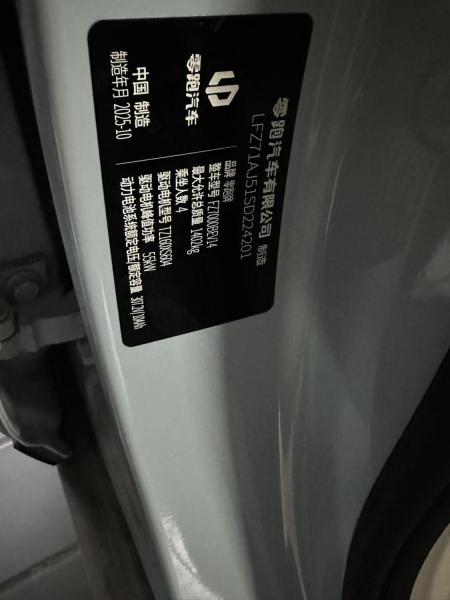 零跑汽车有限公司 制造
LFZ71AJ51SD224201
零跑汽车
品牌 零跑牌
整车型号 FZ7000BEV14
最大允许总质量 1402kg
乘坐人数 4
驱动电机型号 TZ160XS60A
驱动电机峰值功率 55kW
动力电池系统额定电压/额定容量
中国 制造
制造年月 2025-10